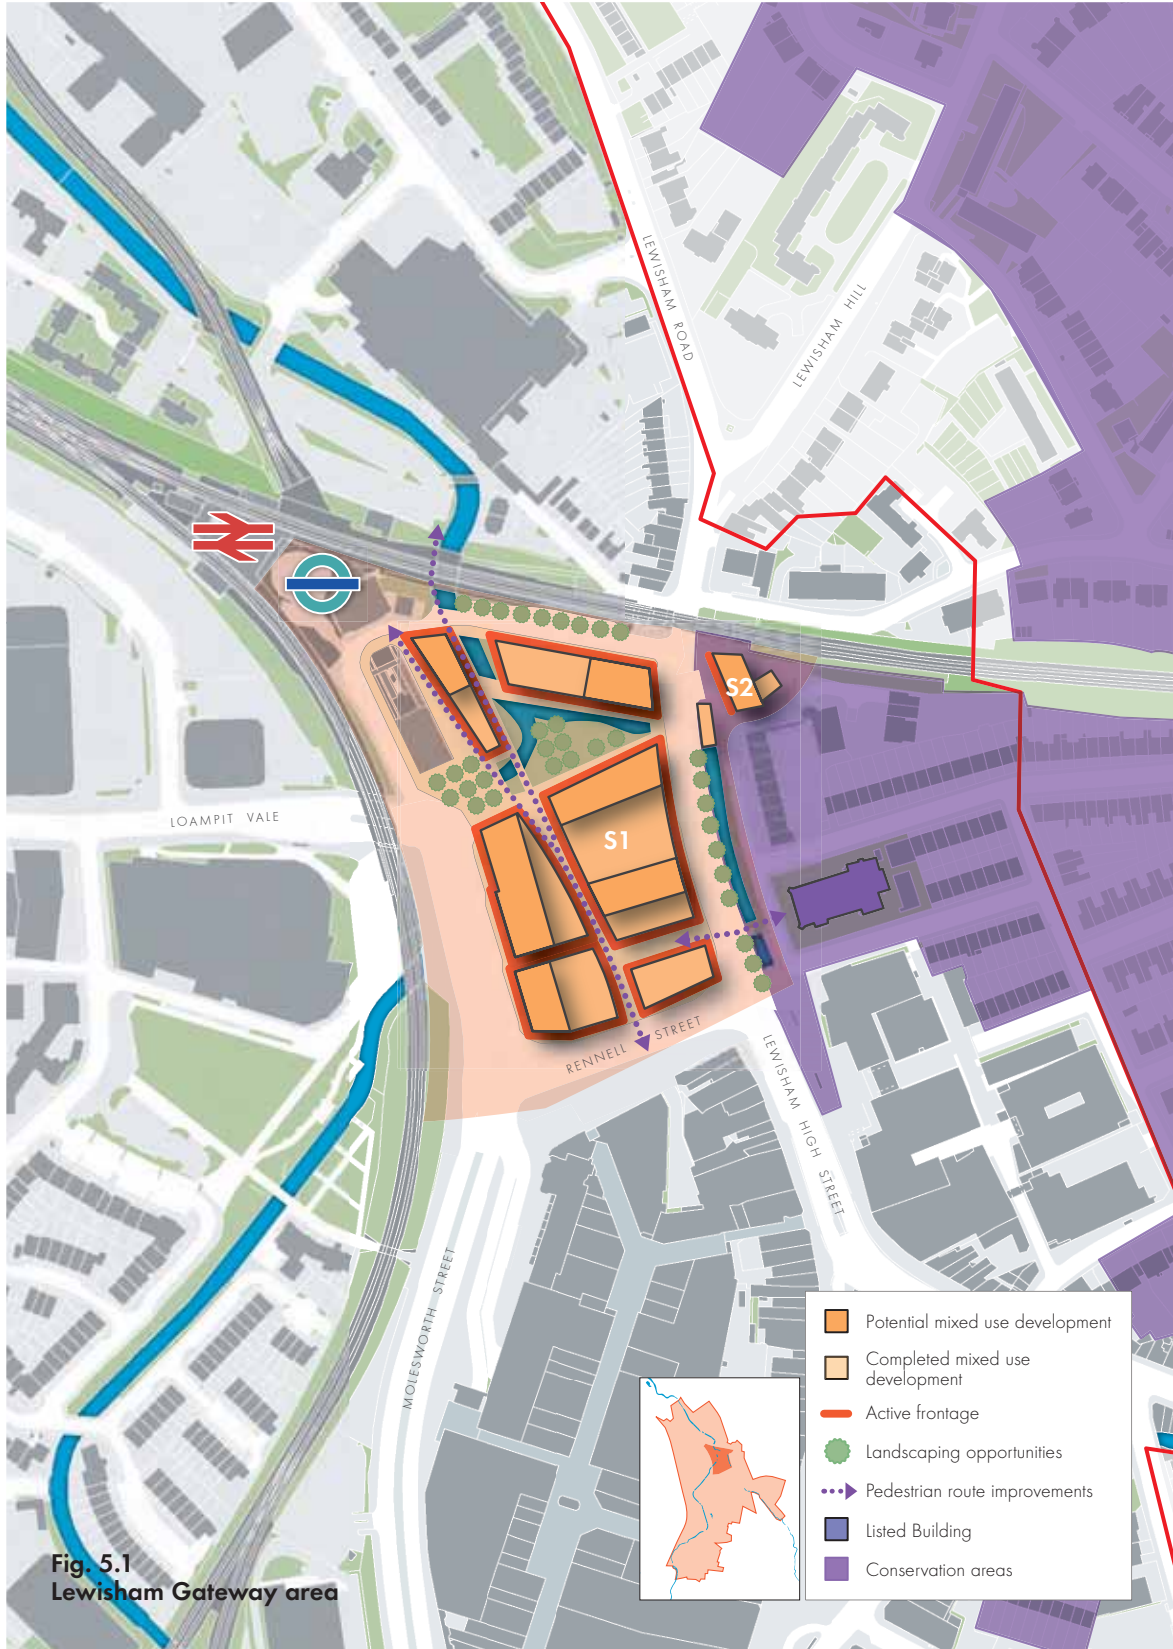 LEWISHAM ROAD
LEWISHAM HILL
S2
LOAMPIT VALE
S1
RENNELL STREET
LEWISHAM HIGH STREET
MOLESWORTH STREET
Potential mixed use development
Completed mixed use
development
Active frontage
Landscaping opportunities
Pedestrian route improvements
Listed Building
Conservation areas
Fig. 5.1
Lewisham Gateway area